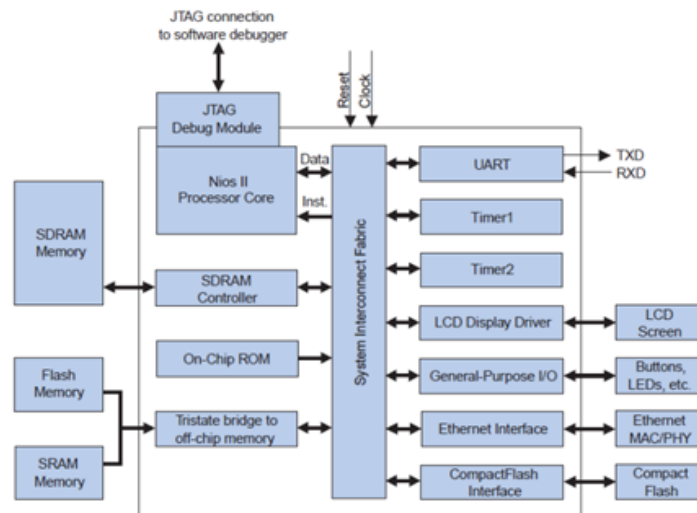 JTAG connection
to software debugger
Reset
Clock
JTAG
Debug Module
Nios II
Processor Core
Data
Inst.
System Interconnect Fabric
UART
TXD
RXD
SDRAM
Memory
Timer1
SDRAM
Controller
Timer2
On-Chip ROM
LCD Display Driver
LCD
Screen
Flash
Memory
General-Purpose I/O
Buttons,
LEDs, etc.
Tristate bridge to
off-chip memory
Ethernet Interface
Ethernet
MAC/PHY
SRAM
Memory
CompactFlash
Interface
Compact
Flash